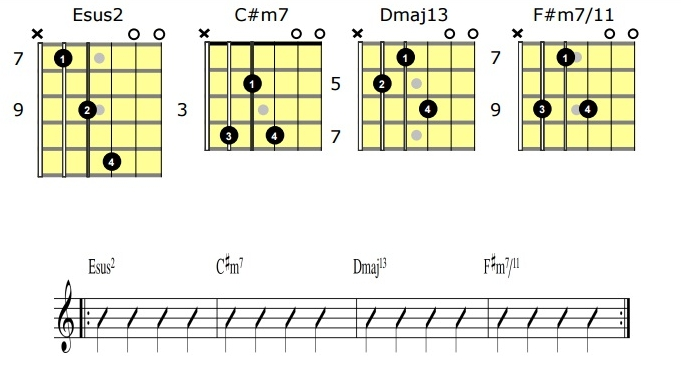 Esus2 C#m7 Dmaj13 F#m7/11
× ○ ○ × ○ ○ × ○ ○ × ○ ○
7 1 1 7 1
1 5 2
9 2 3 4 9 3 4
3 4 7
4
Esus2 C♯m7 Dmaj13 F♯m7/11